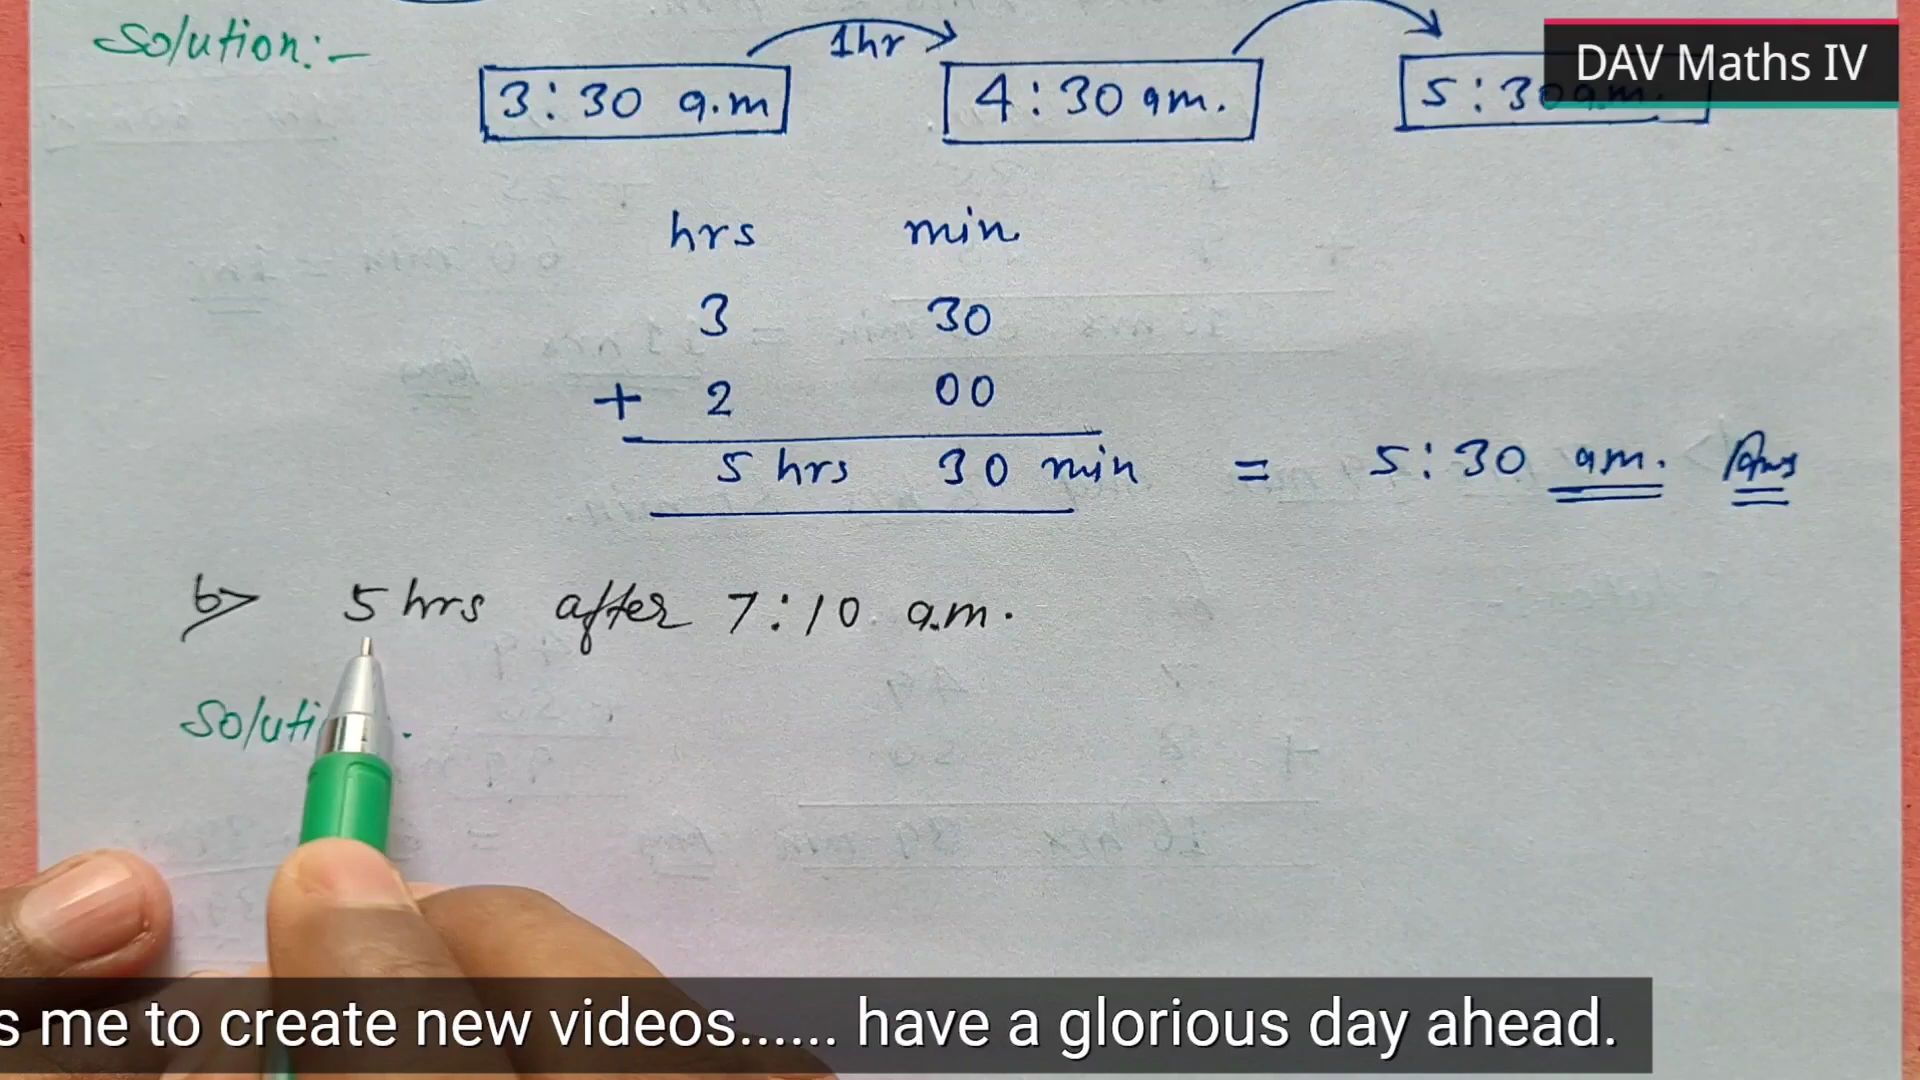 Solution:-
1hr
3:30 a.m
4:30 am.
5:30 a.m.
DAV Maths IV
hrs min
3 30
+ 2 00
5 hrs 30 min = 5:30 am. Ans
b> 5 hrs after 7:10 a.m.
Soluti
s me to create new videos...... have a glorious day ahead.